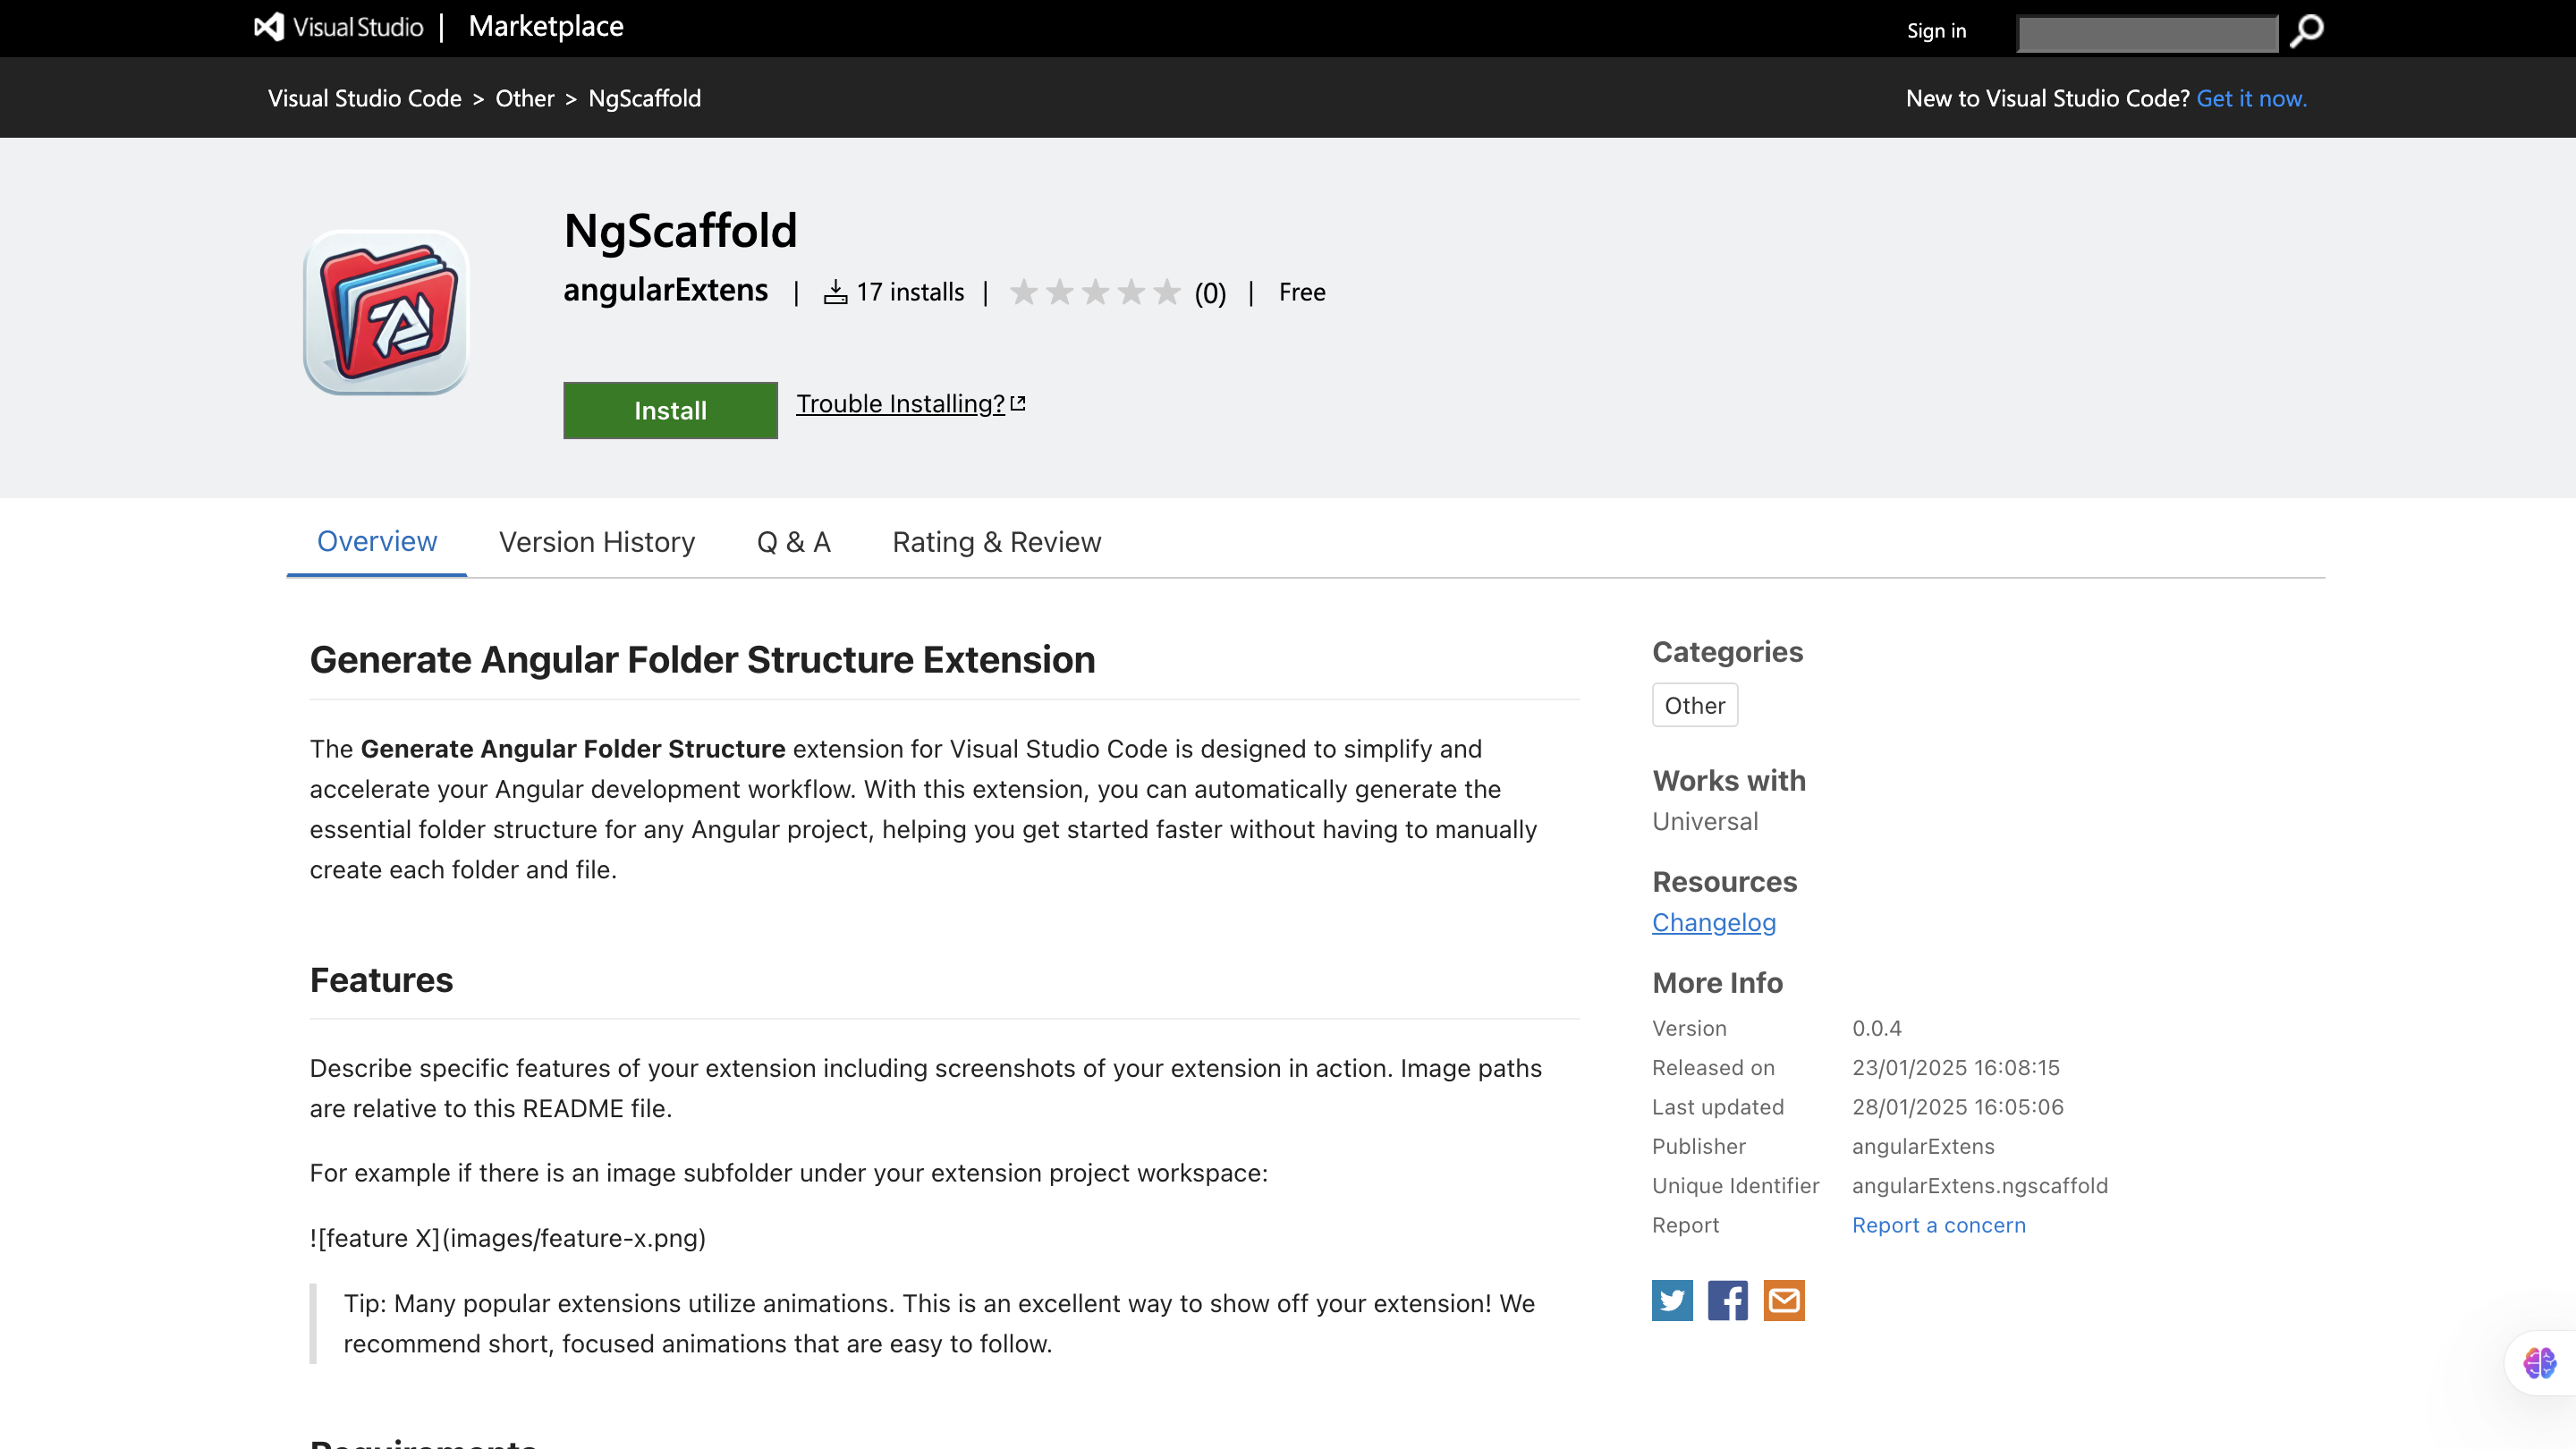 Visual Studio | Marketplace
Sign in
Visual Studio Code > Other > NgScaffold
New to Visual Studio Code? Get it now.
NgScaffold
angularExtens | 17 installs | (0) | Free
Install
Trouble Installing?
Overview
Version History
Q & A
Rating & Review
Generate Angular Folder Structure Extension
The Generate Angular Folder Structure extension for Visual Studio Code is designed to simplify and
accelerate your Angular development workflow. With this extension, you can automatically generate the
essential folder structure for any Angular project, helping you get started faster without having to manually
create each folder and file.
Features
Describe specific features of your extension including screenshots of your extension in action. Image paths
are relative to this README file.
For example if there is an image subfolder under your extension project workspace:
![feature X](images/feature-x.png)
Tip: Many popular extensions utilize animations. This is an excellent way to show off your extension! We
recommend short, focused animations that are easy to follow.
Requirements
Categories
Other
Works with
Universal
Resources
Changelog
More Info
Version 0.0.4
Released on 23/01/2025 16:08:15
Last updated 28/01/2025 16:05:06
Publisher angularExtens
Unique Identifier angularExtens.ngscaffold
Report Report a concern